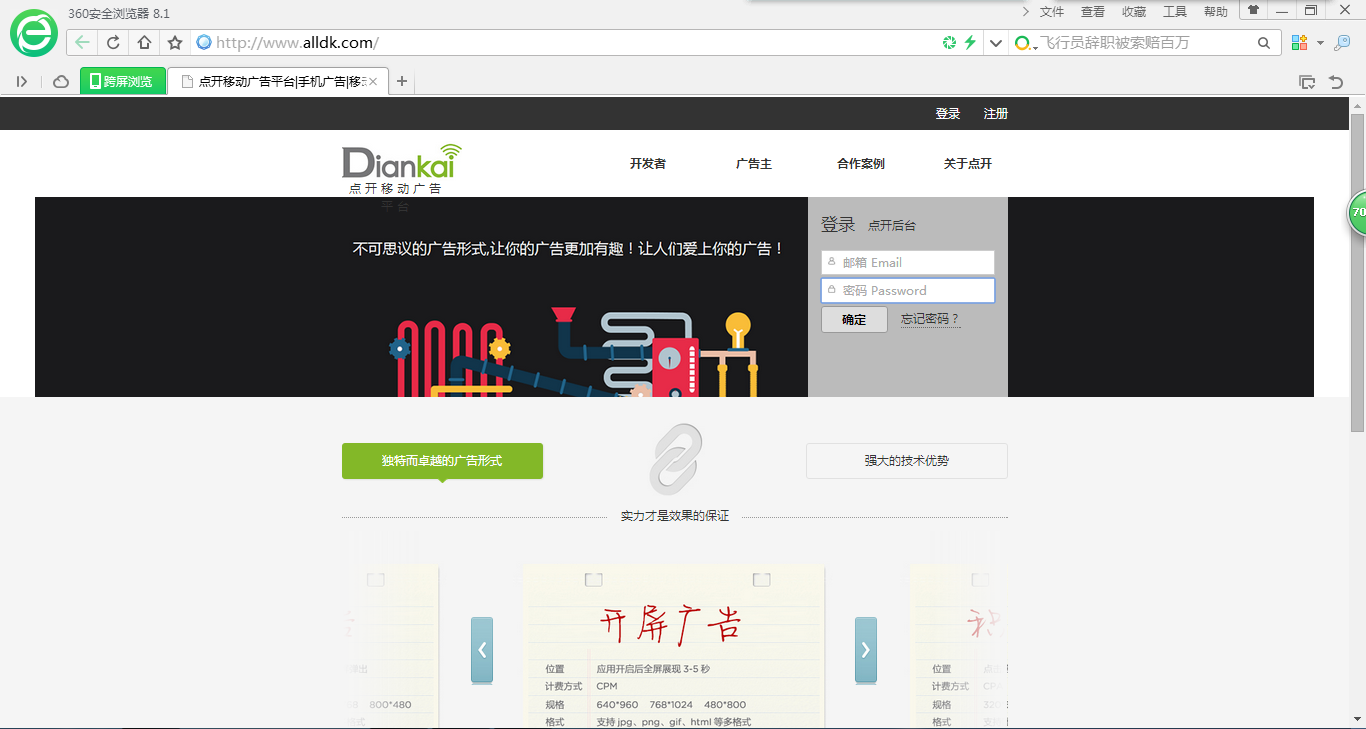 360安全浏览器 8.1
文件 查看 收藏 工具 帮助
http://www.alldk.com/
飞行员辞职被索赔百万
跨屏浏览
点开移动广告平台|手机广告|移
登录 注册
Diankai
点开移动广告
平台
开发者 广告主 合作案例 关于点开
70
登录 点开后台
不可思议的广告形式,让你的广告更加有趣！让人们爱上你的广告！
邮箱 Email
密码 Password
确定 忘记密码？
独特而卓越的广告形式
强大的技术优势
实力才是效果的保证
开屏广告
位置 应用开启后全屏展现 3-5 秒
计费方式 CPM
规格 640*960 768*1024 480*800
格式 支持 jpg、png、gif、html 等多格式
800*480
位置
计费方式
规格
格式 支持